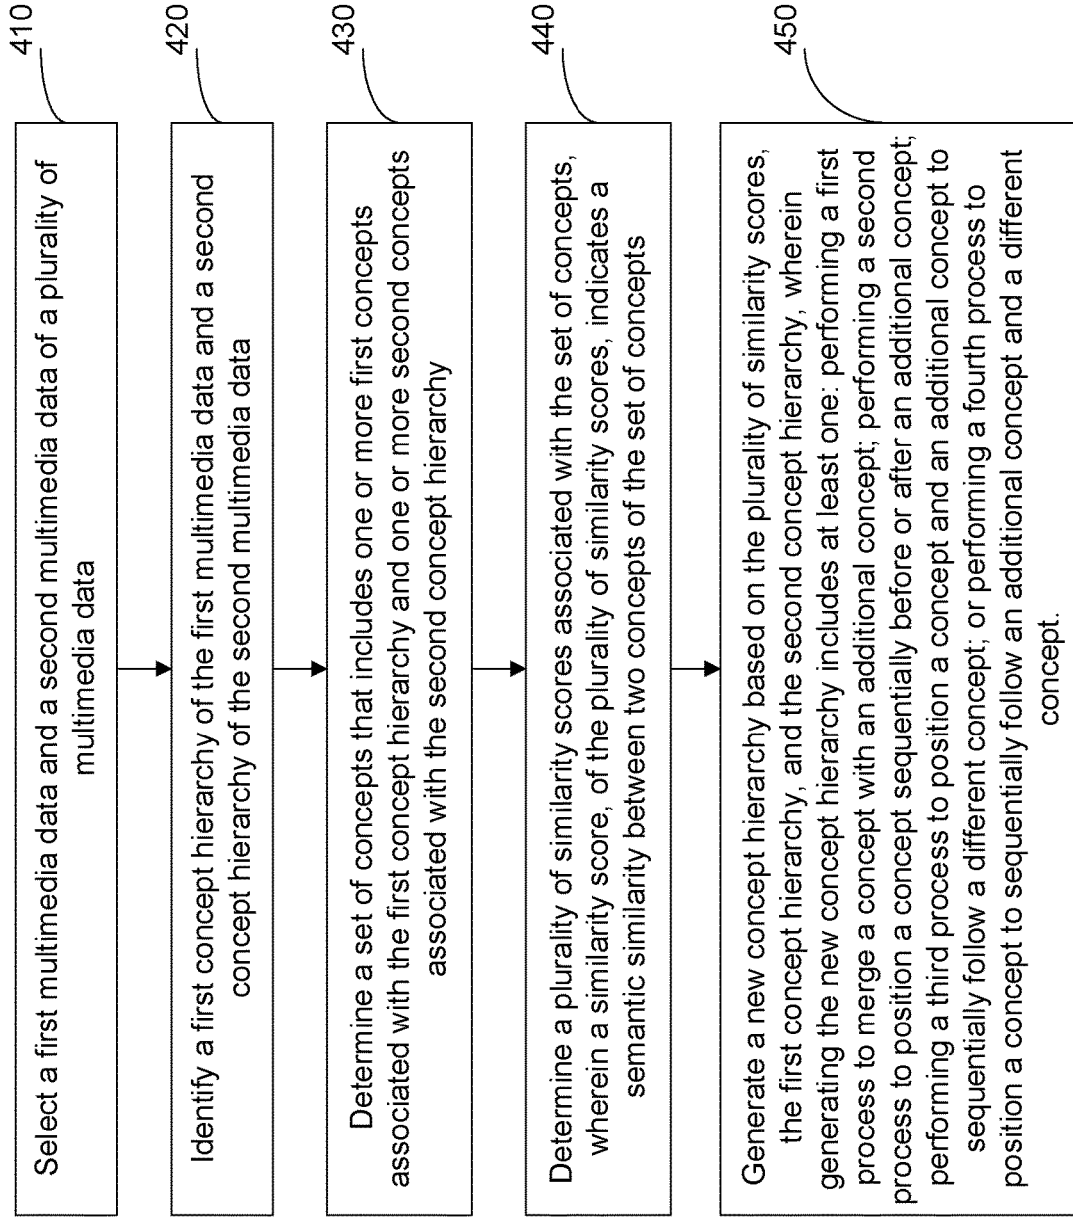 410
Select a first multimedia data and a second multimedia data of a plurality of
multimedia data
420
Identify a first concept hierarchy of the first multimedia data and a second
concept hierarchy of the second multimedia data
430
Determine a set of concepts that includes one or more first concepts
associated with the first concept hierarchy and one or more second concepts
associated with the second concept hierarchy
440
Determine a plurality of similarity scores associated with the set of concepts,
wherein a similarity score, of the plurality of similarity scores, indicates a
semantic similarity between two concepts of the set of concepts
450
Generate a new concept hierarchy based on the plurality of similarity scores,
the first concept hierarchy, and the second concept hierarchy, wherein
generating the new concept hierarchy includes at least one: performing a first
process to merge a concept with an additional concept; performing a second
process to position a concept sequentially before or after an additional concept;
performing a third process to position a concept and an additional concept to
sequentially follow a different concept; or performing a fourth process to
position a concept to sequentially follow an additional concept and a different
concept.